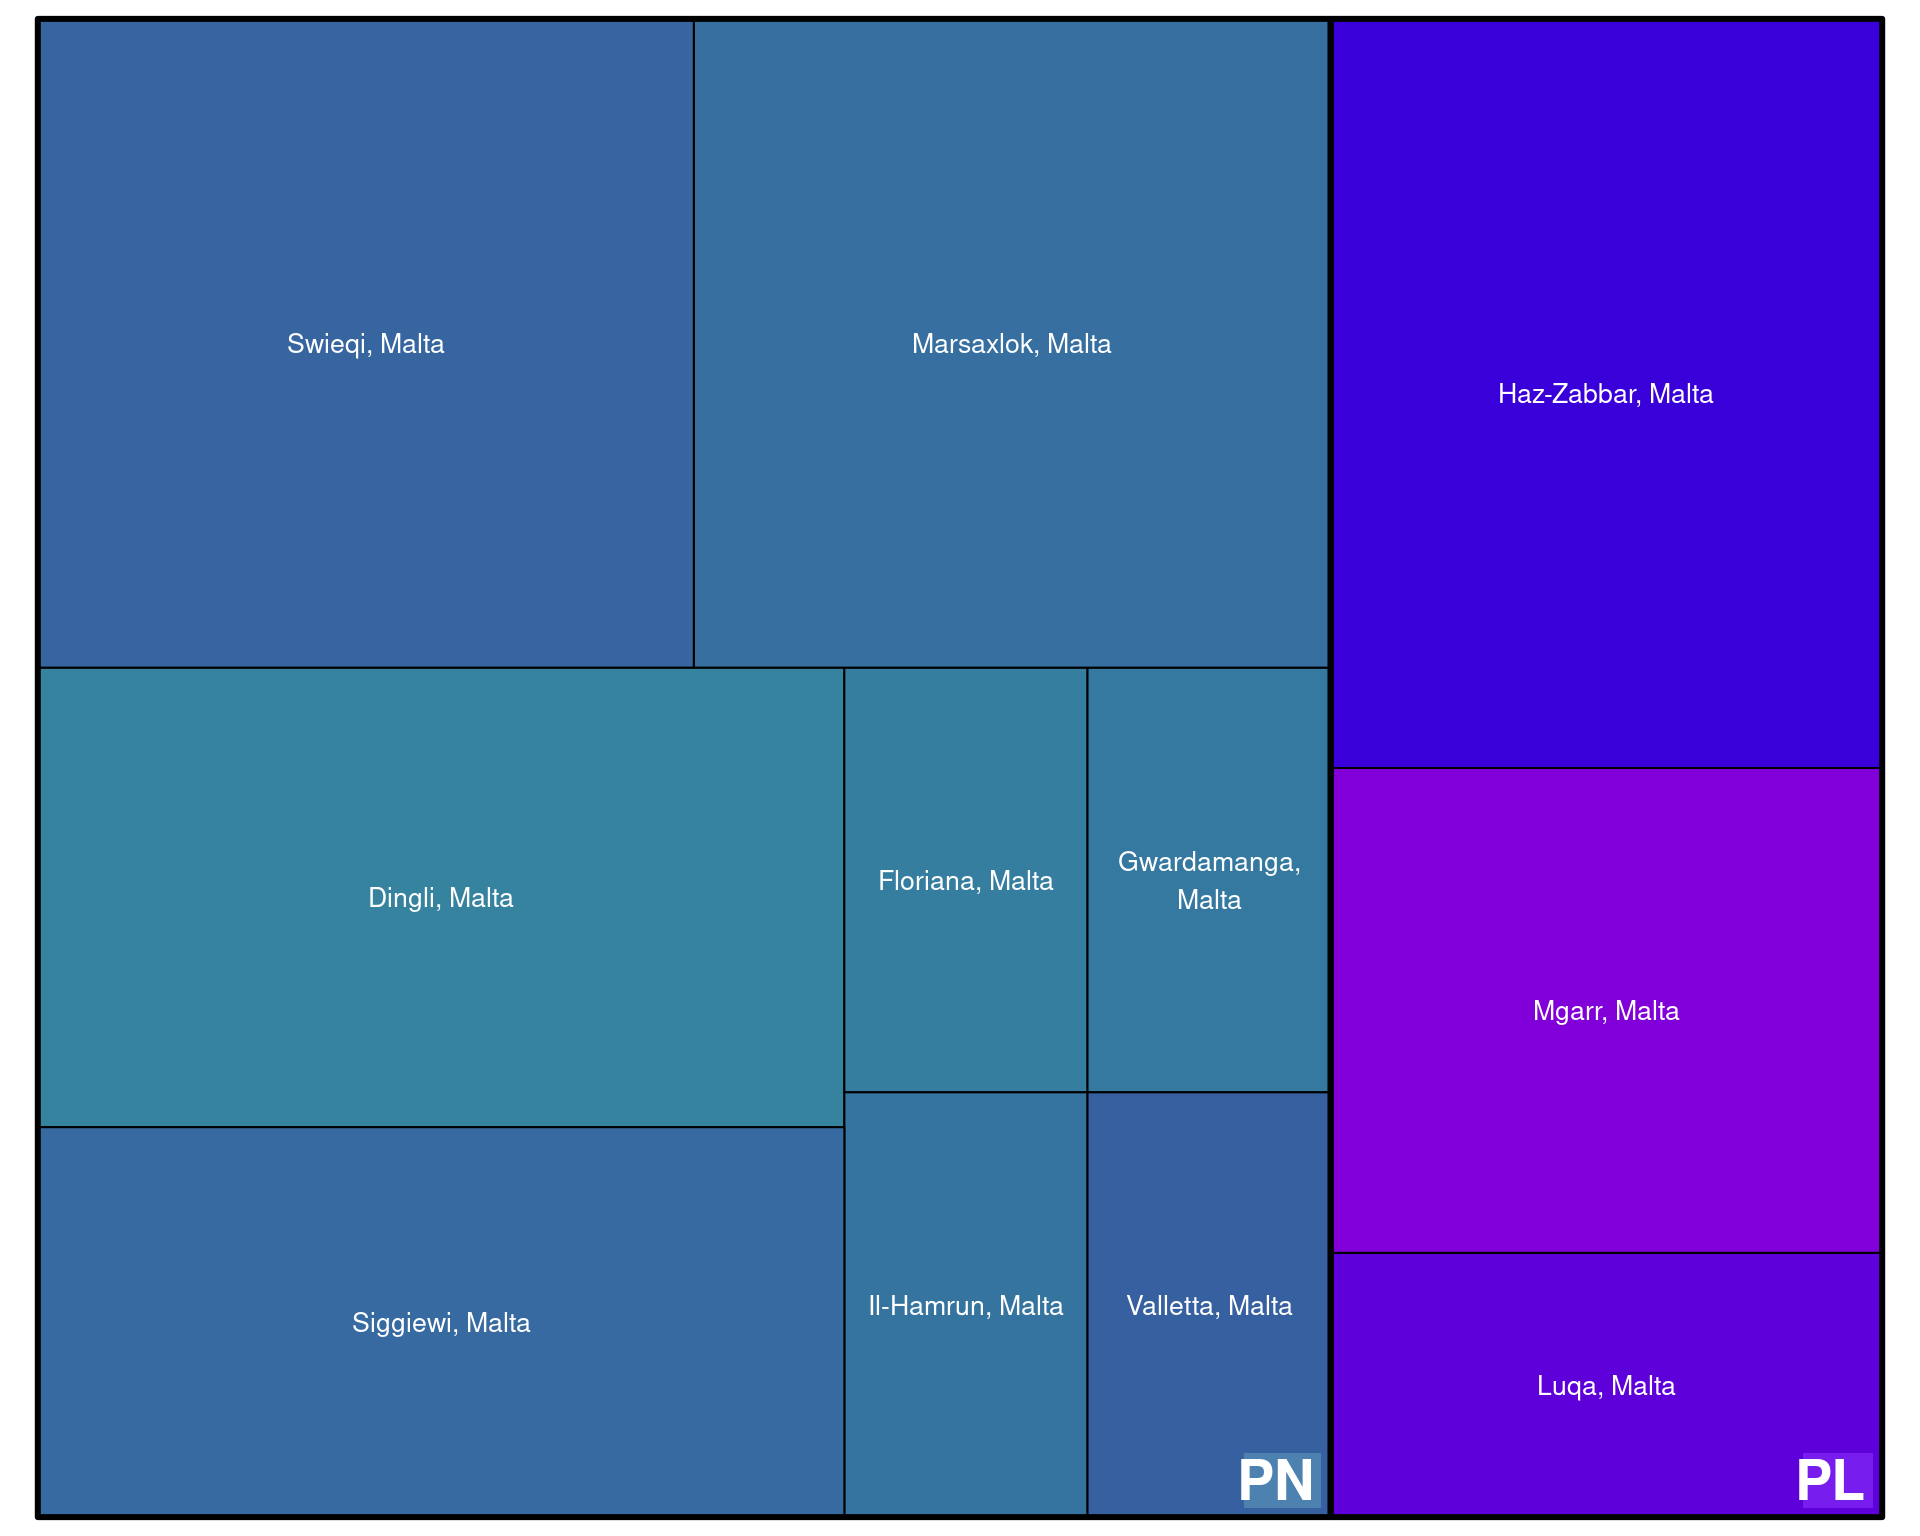 Swieqi, Malta
Marsaxlok, Malta
Haz-Zabbar, Malta
Dingli, Malta
Floriana, Malta
Gwardamanga,
Malta
Mgarr, Malta
Siggiewi, Malta
Il-Hamrun, Malta
Valletta, Malta
Luqa, Malta
PN
PL